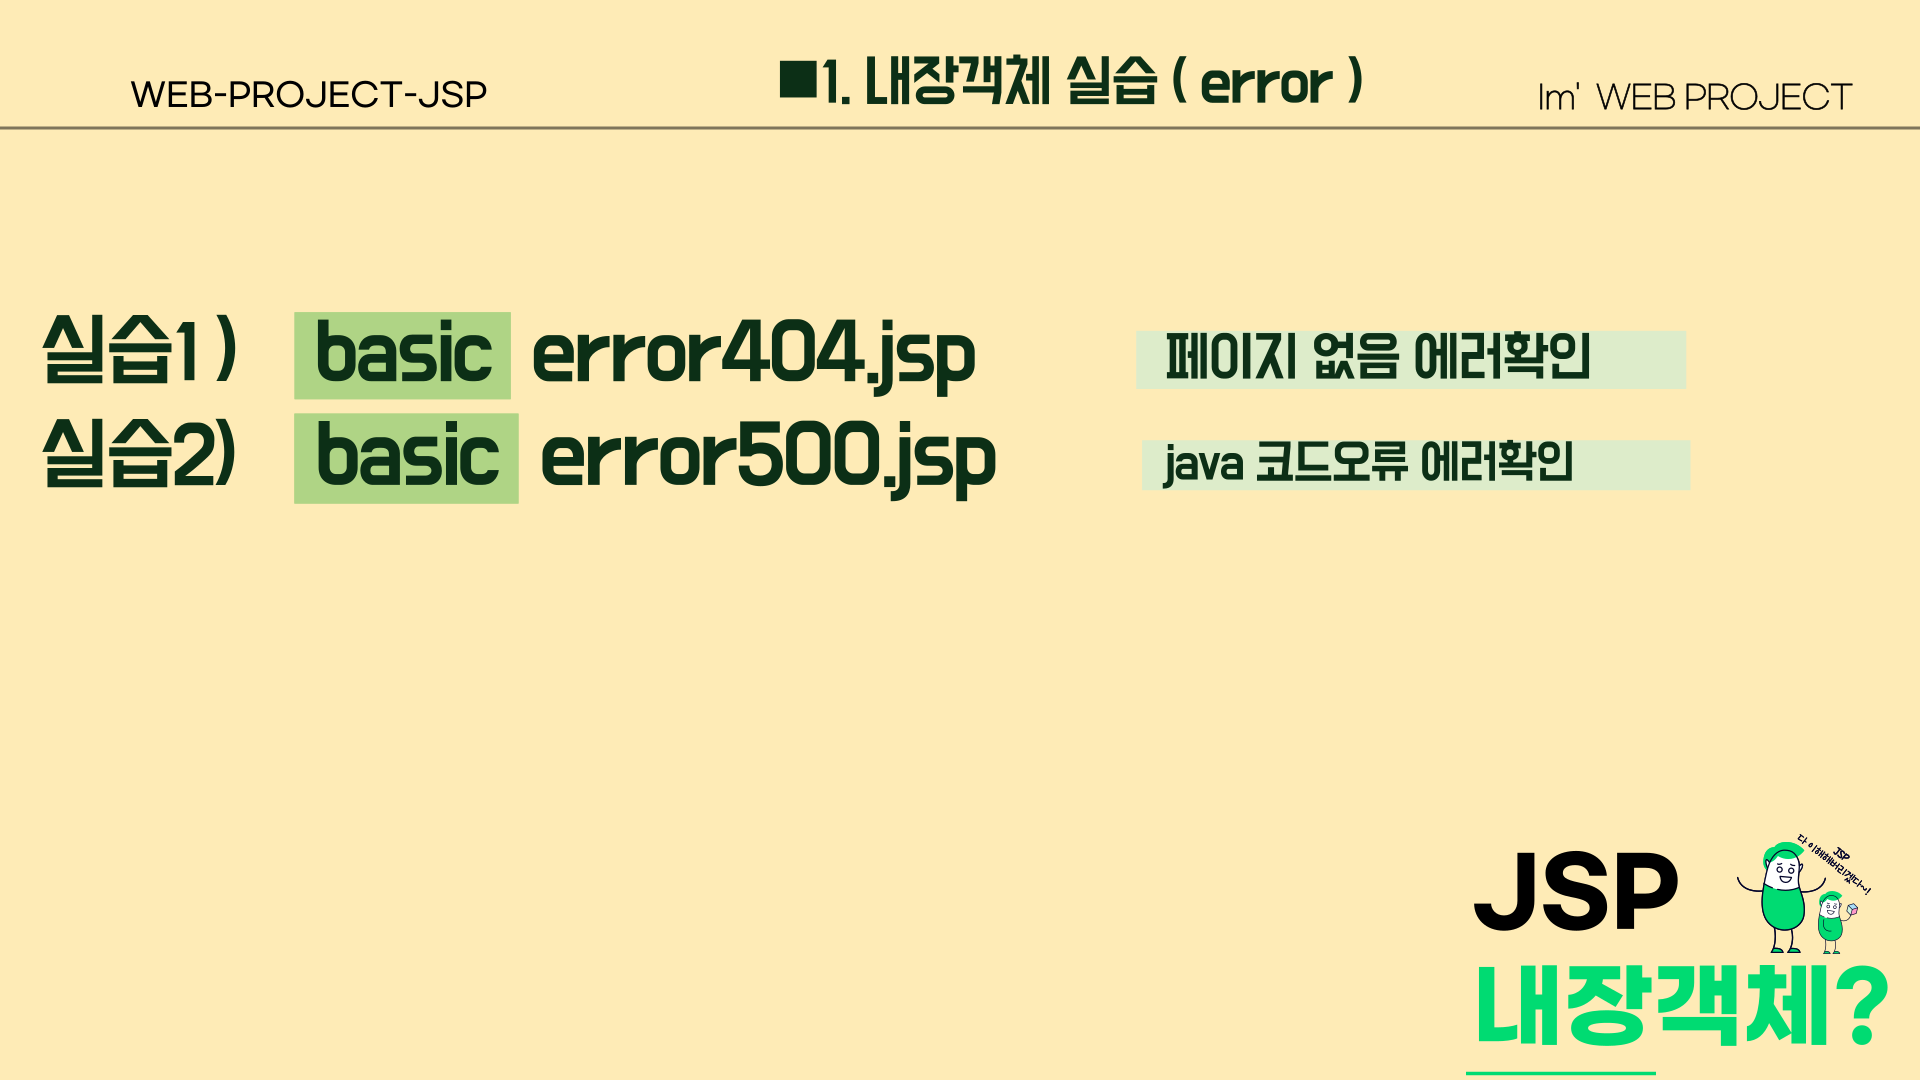 WEB-PROJECT-JSP
■1. 내장객체 실습 ( error )
Im' WEB PROJECT
실습1 ) basic error404.jsp 페이지 없음 에러확인
실습2) basic error500.jsp java 코드오류 에러확인
JSP
다 이해해버리겠다~!
JSP
내장객체?